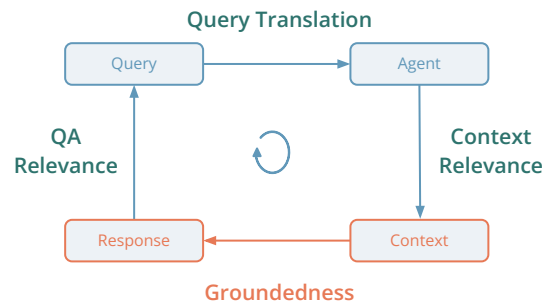 Query Translation
Query
Agent
QA
Relevance
Context
Relevance
Response
Context
Groundedness